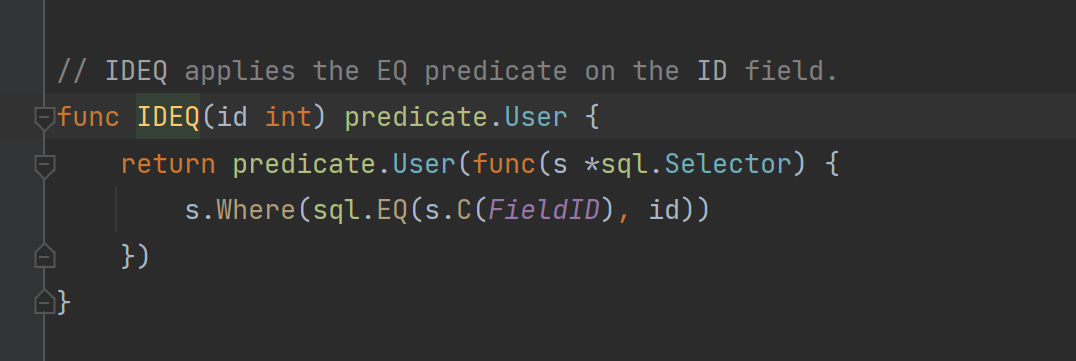 // IDEQ applies the EQ predicate on the ID field.
func IDEQ(id int) predicate.User {
    return predicate.User(func(s *sql.Selector) {
        s.Where(sql.EQ(s.C(FieldID), id))
    })
}